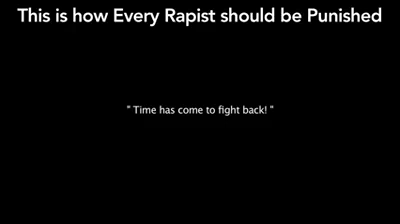 This is how Every Rapist should be Punished
" Time has come to fight back! "